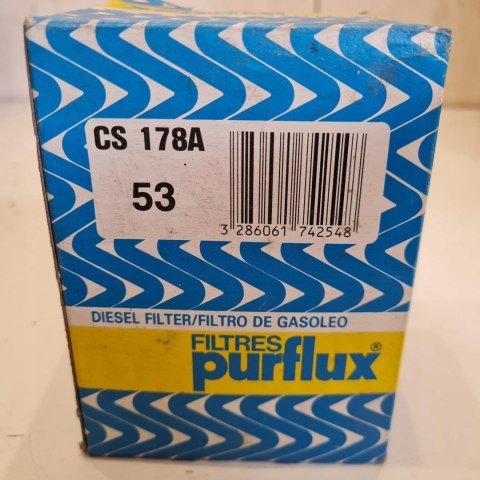 CS 178A
53
3 286061 742548
DIESEL FILTER/FILTRO DE GASOLEO
FILTRES
purflux®